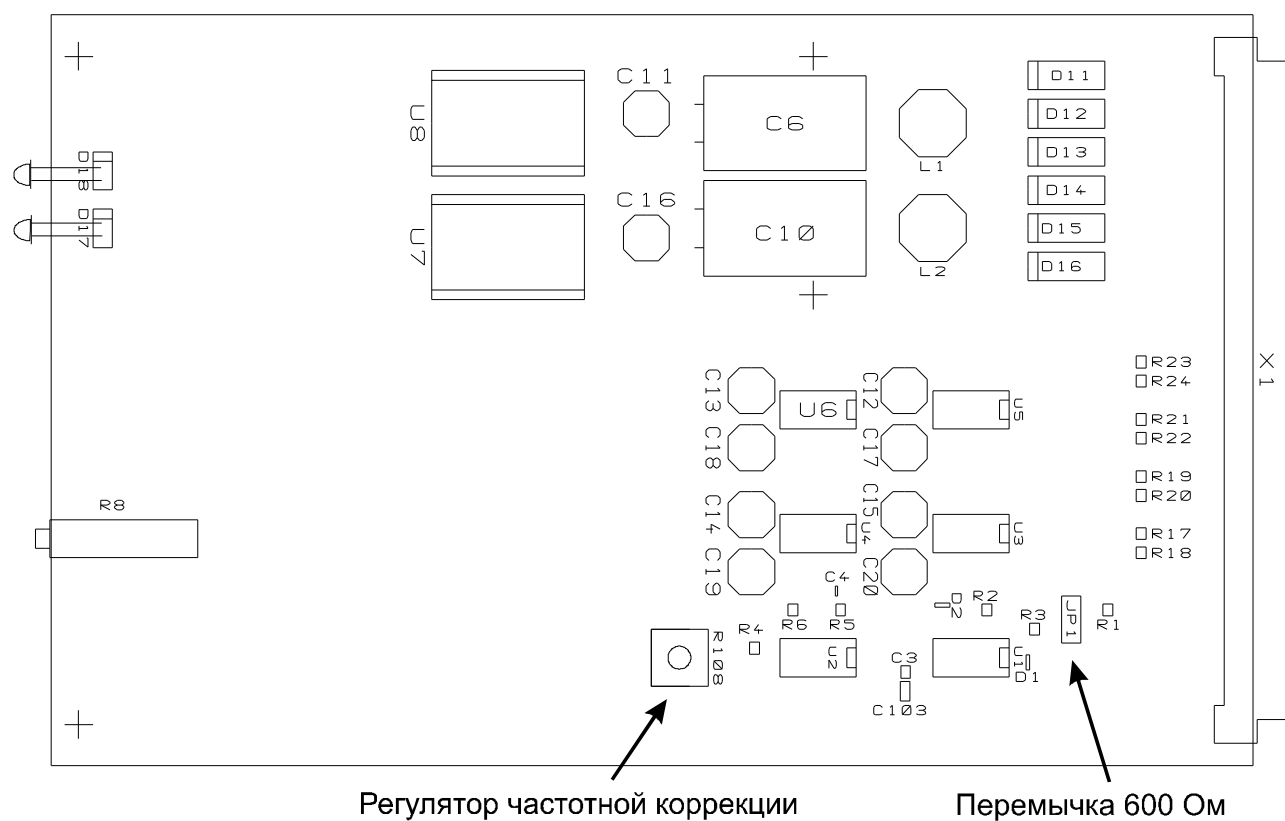 C11
D11
U8
C6
D12
L1
D13
D18
D14
C16
D17
U7
C10
D15
L2
D16
X1
R23
C13
C12
R24
U6
U5
R21
C18
C17
R22
R19
R8
C14
C15
R20
U4
U3
R17
C19
C20
R18
C4
D2
R2
R6
R5
R3
JP1
R1
R4
R108
U2
C3
U1
D1
C103
Регулятор частотной коррекции
Перемычка 600 Ом